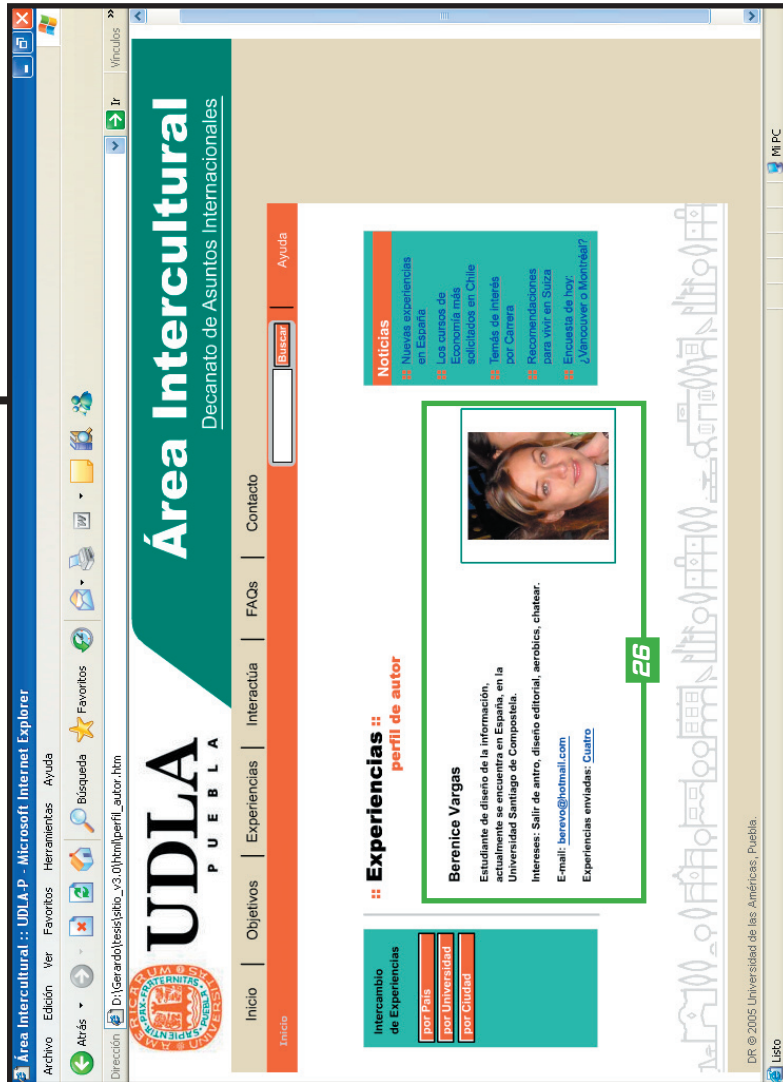 Área Intercultural :: UDLA-P - Microsoft Internet Explorer
Archivo Edición Ver Favoritos Herramientas Ayuda
Atrás Búsqueda Favoritos
Dirección D:\Gerardo\tesis\sitio_v3.0\html\perfil_autor.htm Ir Vínculos »
UDLA
PUEBLA
Área Intercultural
Decanato de Asuntos Internacionales
Inicio | Objetivos | Experiencias | Interactúa | FAQs | Contacto
Inicio Buscar | Ayuda
Intercambio
de Experiencias
por País
por Universidad
por Ciudad
:: Experiencias ::
perfil de autor
Berenice Vargas
Estudiante de diseño de la información,
actualmente se encuentra en España, en la
Universidad Santiago de Compostela.
Intereses: Salir de antro, diseño editorial, aerobics, chatear.
E-mail: berevo@hotmail.com
Experiencias enviadas: Cuatro
26
Noticias
:: Nuevas experiencias
en España
:: Los cursos de
Economía más
solicitados en Chile
:: Temás de interés
por Carrera
:: Recomendaciones
para vivir en Suiza
:: Encuesta de hoy:
¿Vancouver o Montréal?
DR © 2005 Universidad de las Américas, Puebla.
Listo Mi PC